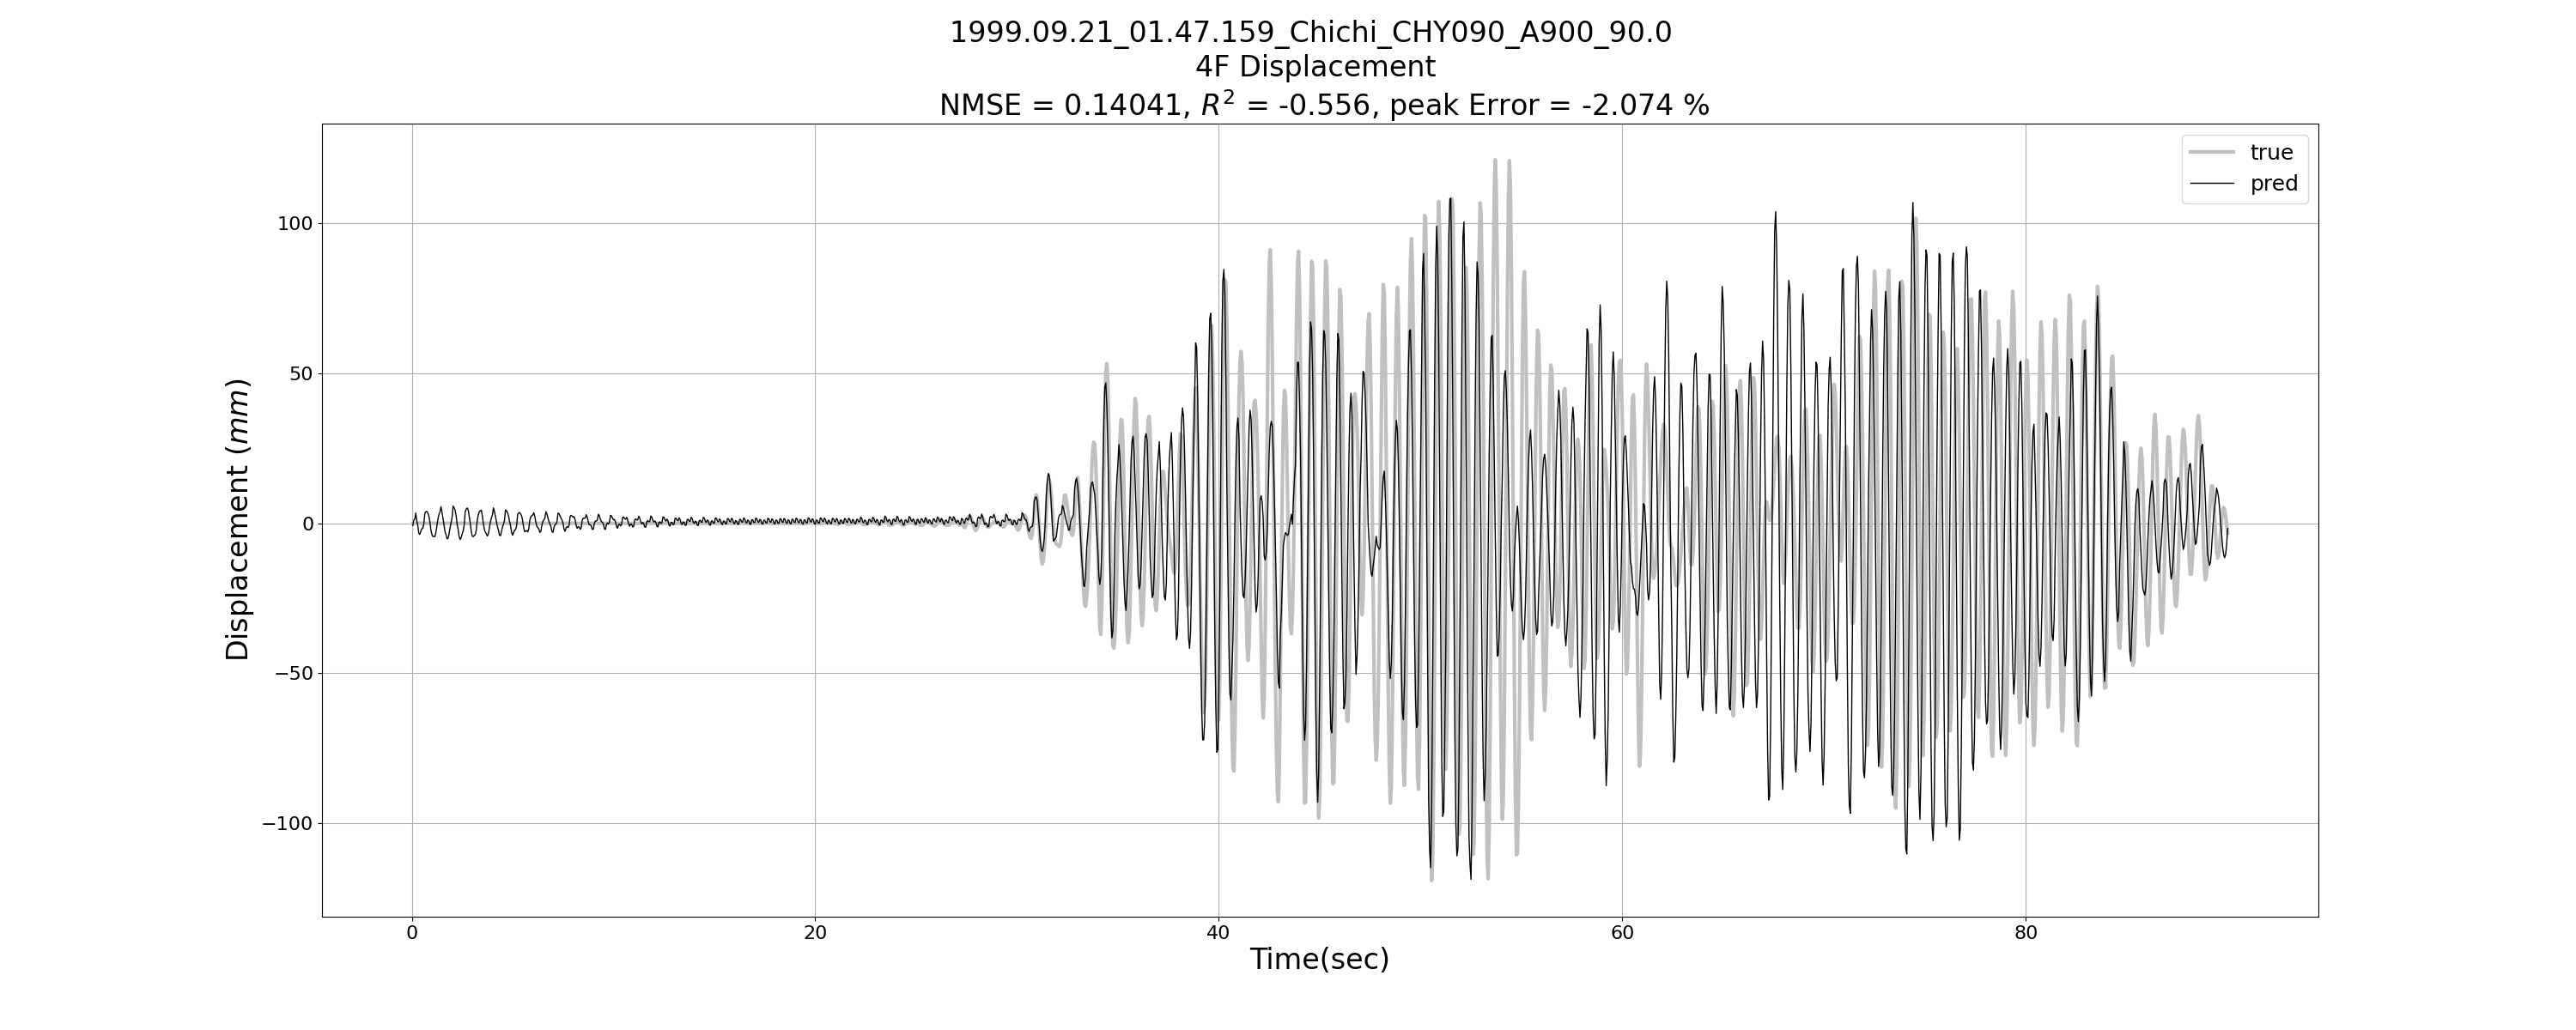 1999.09.21_01.47.159_Chichi_CHY090_A900_90.0
4F Displacement
NMSE = 0.14041, R² = -0.556, peak Error = -2.074 %
true
pred
100
50
0
−50
−100
Displacement (mm)
0 20 40 60 80
Time(sec)